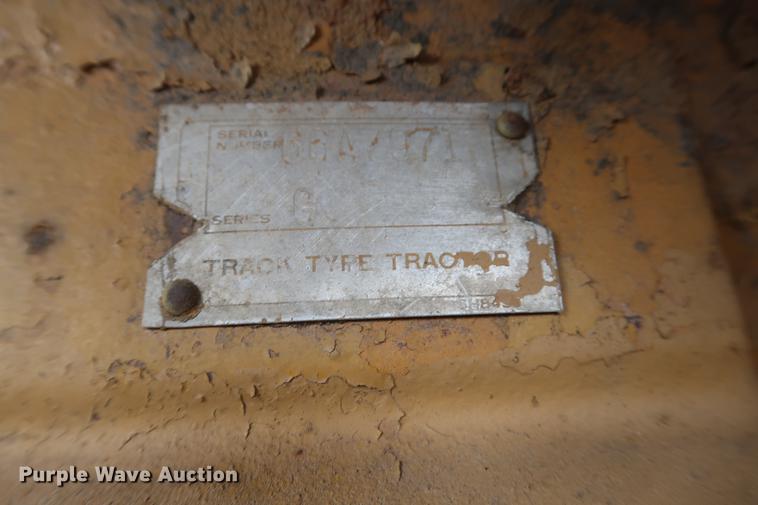 SERIAL
NUMBER
SERIES C
TRACK TYPE TRACTOR
Purple Wave Auction